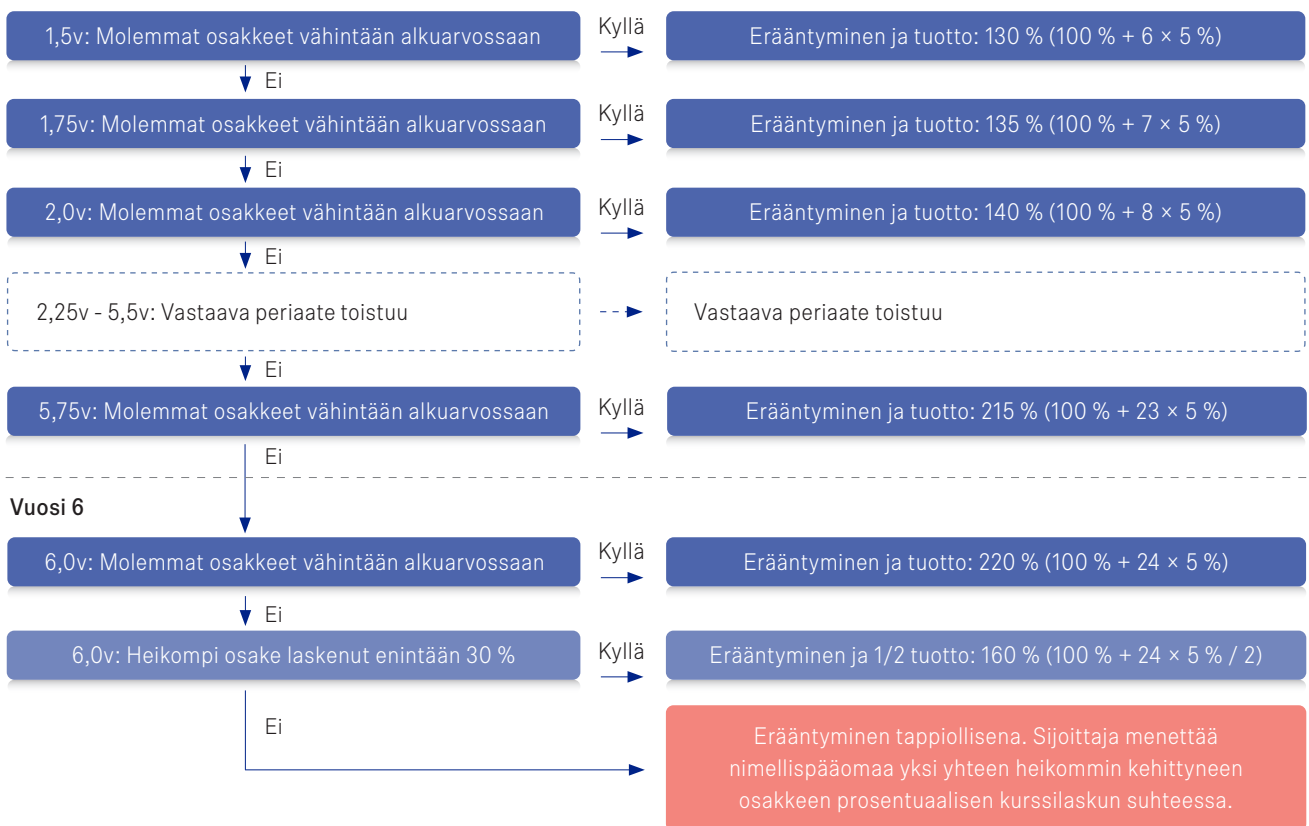 1,5v: Molemmat osakkeet vähintään alkuarvossaan
Kyllä
Erääntyminen ja tuotto: 130 % (100 % + 6 × 5 %)
Ei
1,75v: Molemmat osakkeet vähintään alkuarvossaan
Kyllä
Erääntyminen ja tuotto: 135 % (100 % + 7 × 5 %)
Ei
2,0v: Molemmat osakkeet vähintään alkuarvossaan
Kyllä
Erääntyminen ja tuotto: 140 % (100 % + 8 × 5 %)
Ei
2,25v - 5,5v: Vastaava periaate toistuu
Vastaava periaate toistuu
Ei
5,75v: Molemmat osakkeet vähintään alkuarvossaan
Kyllä
Erääntyminen ja tuotto: 215 % (100 % + 23 × 5 %)
Ei
Vuosi 6
6,0v: Molemmat osakkeet vähintään alkuarvossaan
Kyllä
Erääntyminen ja tuotto: 220 % (100 % + 24 × 5 %)
Ei
6,0v: Heikompi osake laskenut enintään 30 %
Kyllä
Erääntyminen ja 1/2 tuotto: 160 % (100 % + 24 × 5 % / 2)
Ei
Erääntyminen tappiollisena. Sijoittaja menettää
nimellispääomaa yksi yhteen heikommin kehittyneen
osakkeen prosentuaalisen kurssilaskun suhteessa.